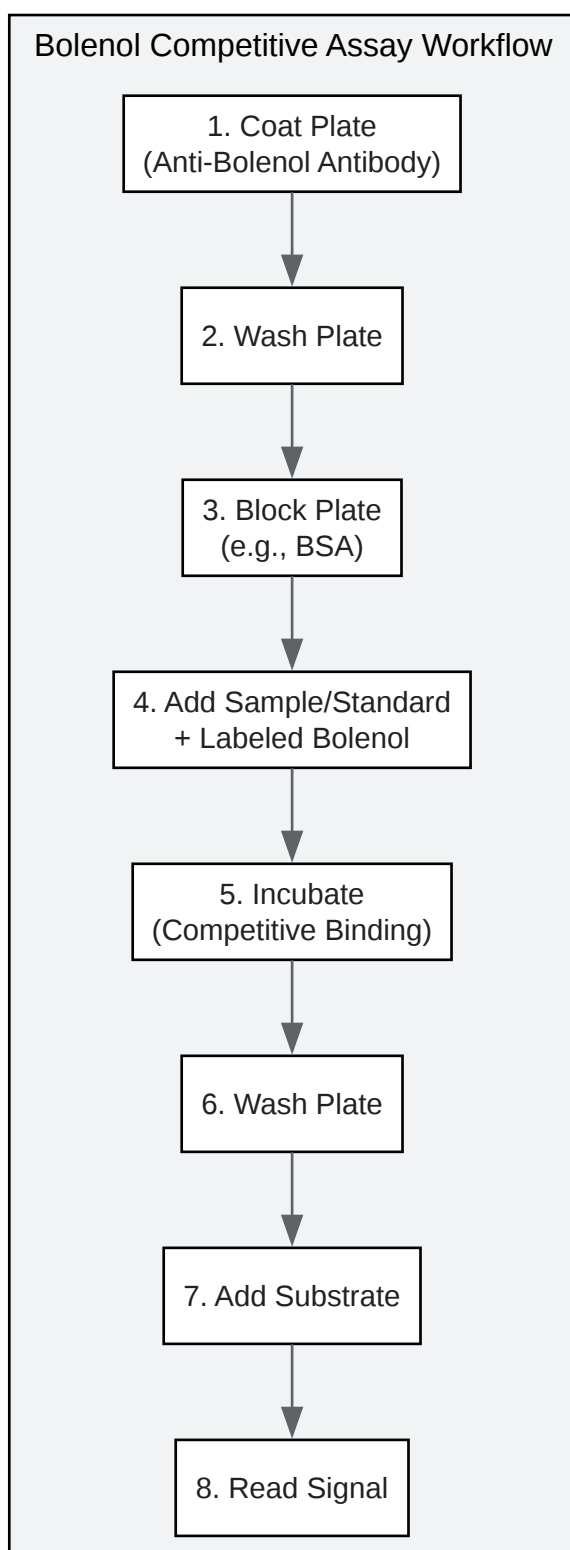 Bolenol Competitive Assay Workflow
1. Coat Plate
(Anti-Bolenol Antibody)
2. Wash Plate
3. Block Plate
(e.g., BSA)
4. Add Sample/Standard
+ Labeled Bolenol
5. Incubate
(Competitive Binding)
6. Wash Plate
7. Add Substrate
8. Read Signal